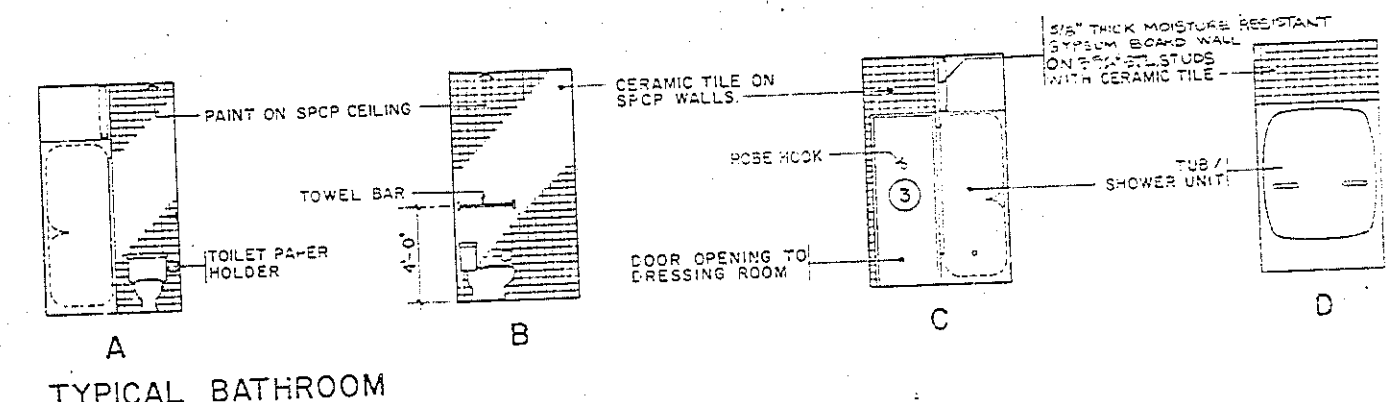 5/8" THICK MOISTURE RESISTANT
GYPSUM BOARD WALL
ON STUDS
WITH CERAMIC TILE
PAINT ON SPCP CEILING
CERAMIC TILE ON
SPCP WALLS.
ROBE HOOK
3
TOWEL BAR
TUB/
SHOWER UNIT
4'-0"
TOILET PAPER
HOLDER
DOOR OPENING TO
DRESSING ROOM
A
B
C
D
TYPICAL BATHROOM